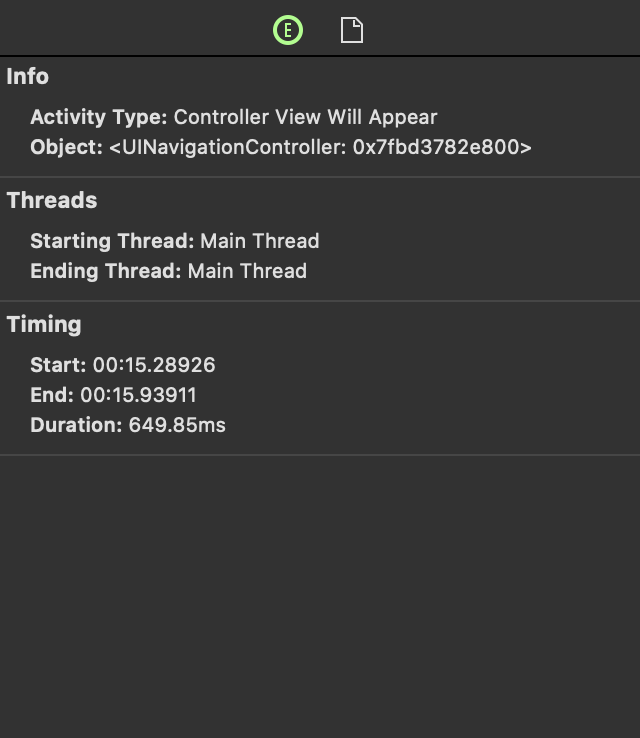 E
Info
Activity Type: Controller View Will Appear
Object: <UINavigationController: 0x7fbd3782e800>
Threads
Starting Thread: Main Thread
Ending Thread: Main Thread
Timing
Start: 00:15.28926
End: 00:15.93911
Duration: 649.85ms